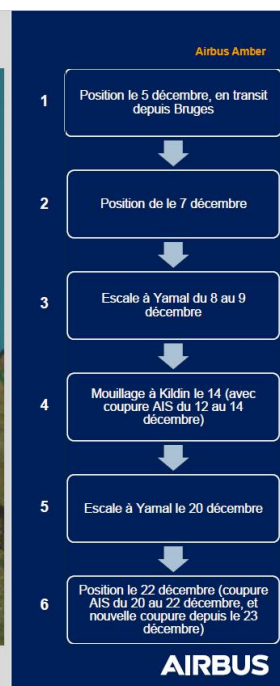 Airbus Amber
1
Position le 5 décembre, en transit
depuis Bruges
2
Position de le 7 décembre
3
Escale à Yamal du 8 au 9
décembre
4
Mouillage à Kildin le 14 (avec
coupure AIS du 12 au 14
décembre)
5
Escale à Yamal le 20 décembre
6
Position le 22 décembre (coupure
AIS du 20 au 22 décembre, et
nouvelle coupure depuis le 23
décembre)
AIRBUS